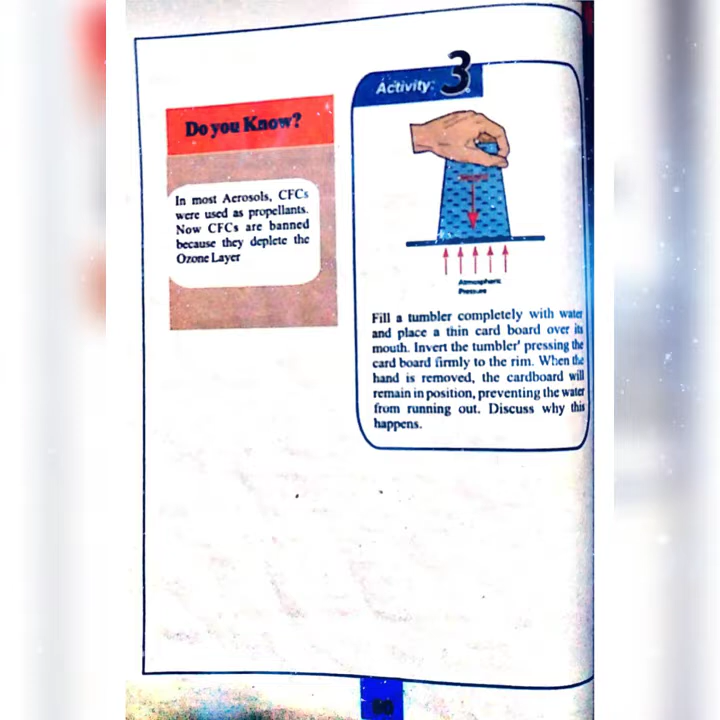 Do you Know?
In most Aerosols, CFCs
were used as propellants.
Now CFCs are banned
because they deplete the
Ozone Layer
Activity: 3
Atmospheric
Pressure
Fill a tumbler completely with water
and place a thin card board over its
mouth. Invert the tumbler' pressing the
card board firmly to the rim. When the
hand is removed, the cardboard will
remain in position, preventing the water
from running out. Discuss why this
happens.